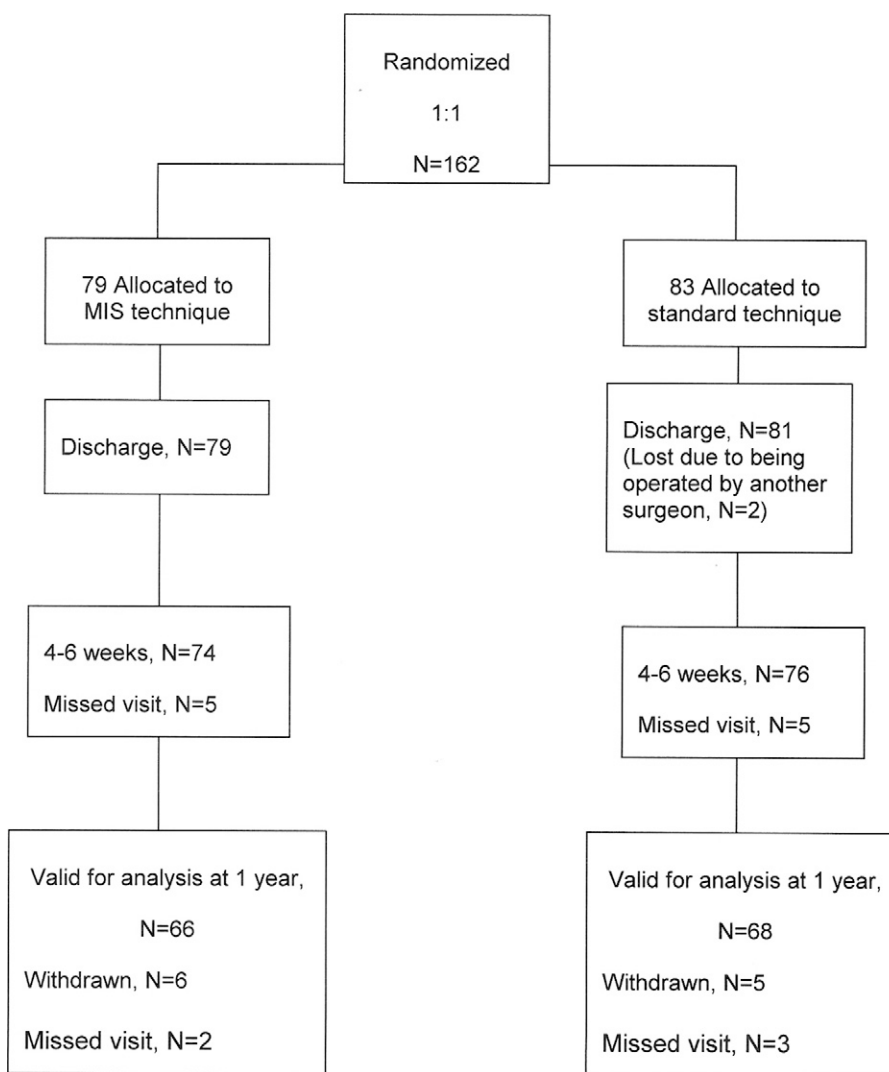 Randomized
1:1
N=162
79 Allocated to
MIS technique
83 Allocated to
standard technique
Discharge, N=79
Discharge, N=81
(Lost due to being
operated by another
surgeon, N=2)
4-6 weeks, N=74
Missed visit, N=5
4-6 weeks, N=76
Missed visit, N=5
Valid for analysis at 1 year,
N=66
Withdrawn, N=6
Missed visit, N=2
Valid for analysis at 1 year,
N=68
Withdrawn, N=5
Missed visit, N=3